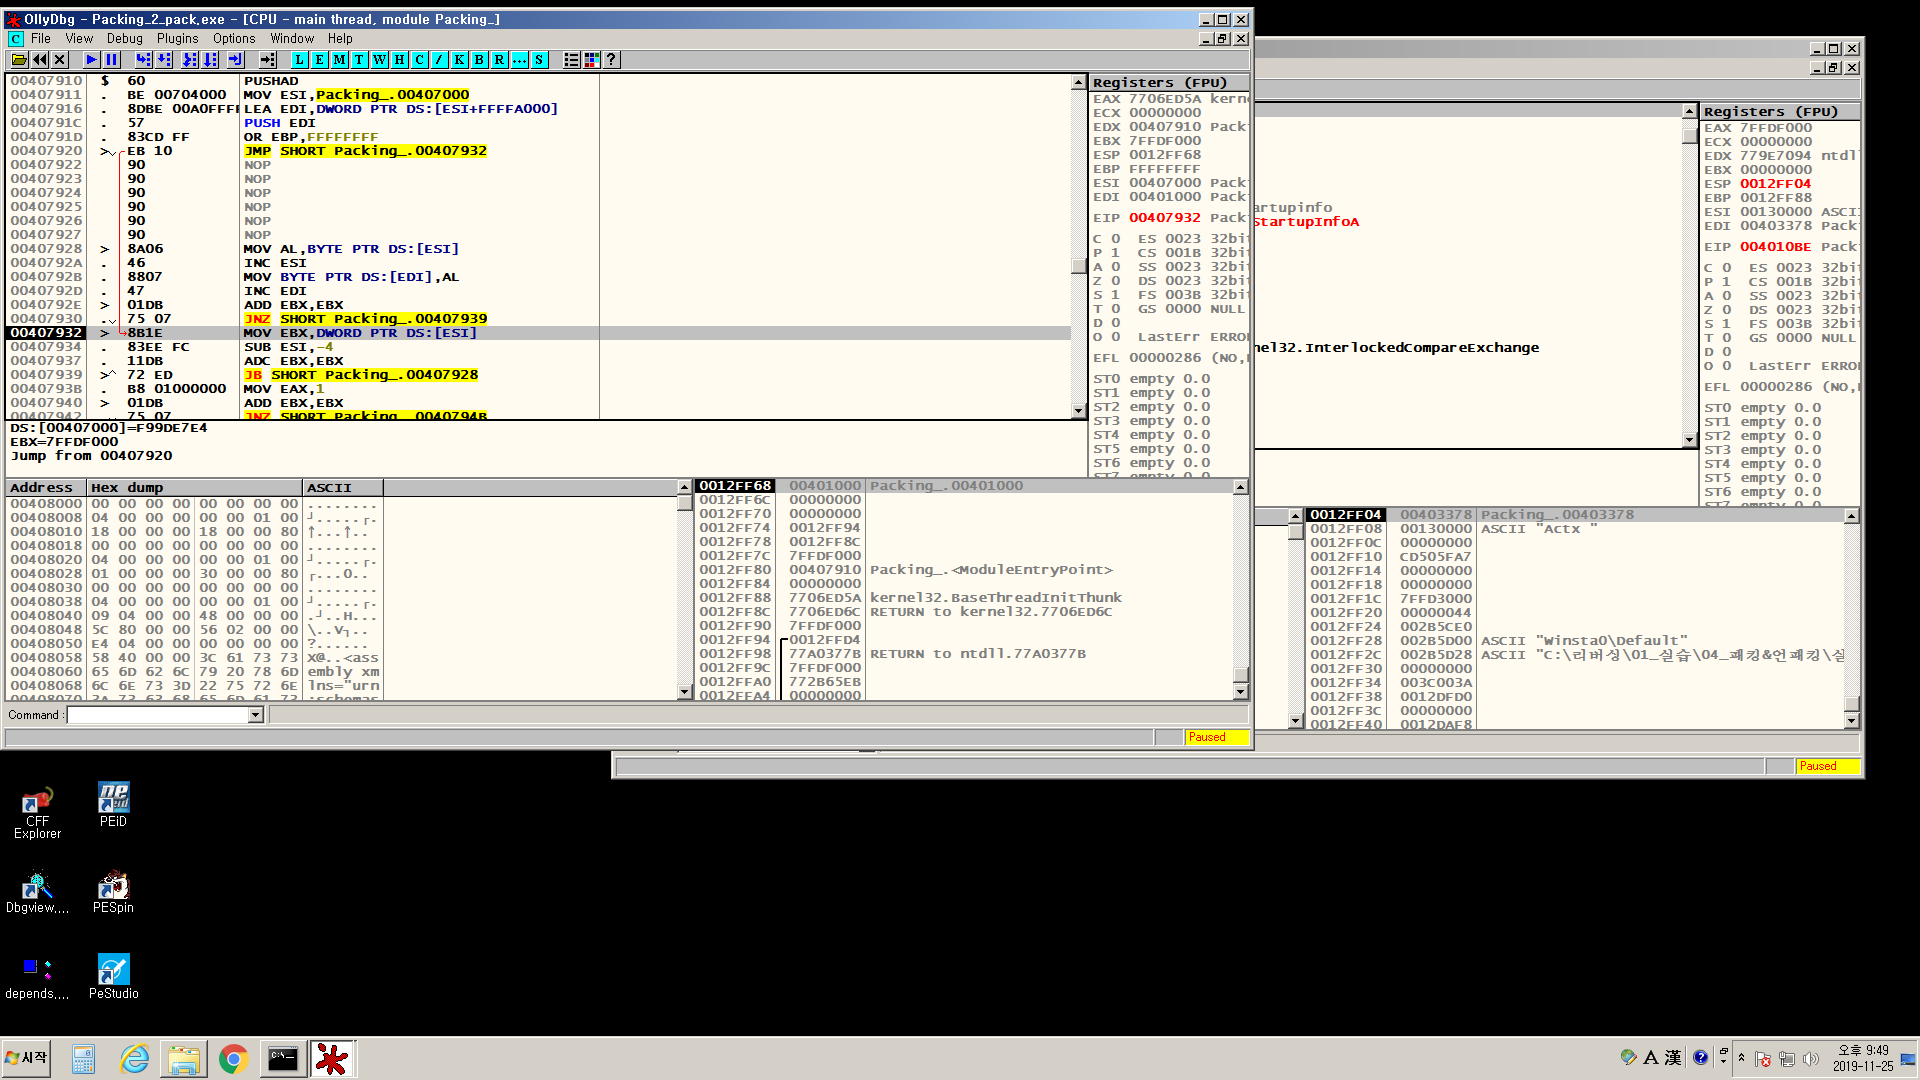 OllyDbg - Packing_2_pack.exe - [CPU - main thread, module Packing_]
File View Debug Plugins Options Window Help
L E M T W H C / K B R ... S ?
00407910 $ 60 PUSHAD
00407911 . BE 00704000 MOV ESI,Packing_.00407000
00407916 . 8DBE 00A0FFFF LEA EDI,DWORD PTR DS:[ESI+FFFFA000]
0040791C . 57 PUSH EDI
0040791D . 83CD FF OR EBP,FFFFFFFF
00407920 > EB 10 JMP SHORT Packing_.00407932
00407922 90 NOP
00407923 90 NOP
00407924 90 NOP
00407925 90 NOP
00407926 90 NOP
00407927 90 NOP
00407928 > 8A06 MOV AL,BYTE PTR DS:[ESI]
0040792A . 46 INC ESI
0040792B . 8807 MOV BYTE PTR DS:[EDI],AL
0040792D . 47 INC EDI
0040792E > 01DB ADD EBX,EBX
00407930 . 75 07 JNZ SHORT Packing_.00407939
00407932 > 8B1E MOV EBX,DWORD PTR DS:[ESI]
00407934 . 83EE FC SUB ESI,-4
00407937 . 11DB ADC EBX,EBX
00407939 > 72 ED JB SHORT Packing_.00407928
0040793B . B8 01000000 MOV EAX,1
00407940 > 01DB ADD EBX,EBX
00407942 . 75 07 JNZ SHORT Packing_.0040794B
DS:[00407000]=F99DE7E4
EBX=7FFDF000
Jump from 00407920
Registers (FPU)
EAX 7706ED5A kerne
ECX 00000000
EDX 00407910 Pack
EBX 7FFDF000
ESP 0012FF68
EBP FFFFFFFF
ESI 00407000 Pack
EDI 00401000 Pack
EIP 00407932 Pack
C 0 ES 0023 32bit
P 1 CS 001B 32bit
A 0 SS 0023 32bit
Z 0 DS 0023 32bit
S 1 FS 003B 32bit
T 0 GS 0000 NULL
D 0
O 0 LastErr ERRO
EFL 00000286 (NO,
ST0 empty 0.0
ST1 empty 0.0
ST2 empty 0.0
ST3 empty 0.0
ST4 empty 0.0
ST5 empty 0.0
ST6 empty 0.0
Address Hex dump ASCII
00408000 00 00 00 00 00 00 00 00 ........
00408008 04 00 00 00 00 00 01 00 ┘.....┌.
00408010 18 00 00 00 18 00 00 80 ↑...↑..
00408018 00 00 00 00 00 00 00 00 ........
00408020 04 00 00 00 00 00 01 00 ┘.....┌.
00408028 01 00 00 00 30 00 00 80 ┌...0..
00408030 00 00 00 00 00 00 00 00 ........
00408038 04 00 00 00 00 00 01 00 ┘.....┌.
00408040 09 04 00 00 48 00 00 00 .┘..H...
00408048 5C 80 00 00 56 02 00 00 \..V┐..
00408050 E4 04 00 00 00 00 00 00 ?......
00408058 58 40 00 00 3C 61 73 73 X@..<ass
00408060 65 6D 62 6C 79 20 78 6D embly xm
00408068 6C 6E 73 3D 22 75 72 6E lns="urn
00408070 3A 73 63 68 65 6D 61 73 :schemas
0012FF68 00401000 Packing_.00401000
0012FF6C 00000000
0012FF70 00000000
0012FF74 0012FF94
0012FF78 0012FF8C
0012FF7C 7FFDF000
0012FF80 00407910 Packing_.<ModuleEntryPoint>
0012FF84 00000000
0012FF88 7706ED5A kernel32.BaseThreadInitThunk
0012FF8C 7706ED6C RETURN to kernel32.7706ED6C
0012FF90 7FFDF000
0012FF94 0012FFD4
0012FF98 77A0377B RETURN to ntdll.77A0377B
0012FF9C 7FFDF000
0012FFA0 772B65EB
0012FFA4 00000000
Command :
Paused
artupinfo
StartupInfoA
nel32.InterlockedCompareExchange
Registers (FPU)
EAX 7FFDF000
ECX 00000000
EDX 779E7094 ntdll
EBX 00000000
ESP 0012FF04
EBP 0012FF88
ESI 00130000 ASCII
EDI 00403378 Pack
EIP 004010BE Pack
C 0 ES 0023 32bit
P 1 CS 001B 32bit
A 0 SS 0023 32bit
Z 0 DS 0023 32bit
S 1 FS 003B 32bit
T 0 GS 0000 NULL
D 0
O 0 LastErr ERRO
EFL 00000286 (NO,
ST0 empty 0.0
ST1 empty 0.0
ST2 empty 0.0
ST3 empty 0.0
ST4 empty 0.0
ST5 empty 0.0
ST6 empty 0.0
0012FF04 00403378 Packing_.00403378
0012FF08 00130000 ASCII "Actx "
0012FF0C 00000000
0012FF10 CD505FA7
0012FF14 00000000
0012FF18 00000000
0012FF1C 7FFD3000
0012FF20 00000044
0012FF24 002B5CE0
0012FF28 002B5D00 ASCII "Winsta0\Default"
0012FF2C 002B5D28 ASCII "C:\리버싱\01_실습\04_패킹&언패킹\실
0012FF30 00000000
0012FF34 003C003A
0012FF38 0012DFD0
0012FF3C 00000000
0012FF40 0012DAF8
Paused
CFF Explorer
PEiD
Dbgview,...
PESpin
depends,...
PeStudio
시작
A 漢
오후 9:49
2019-11-25